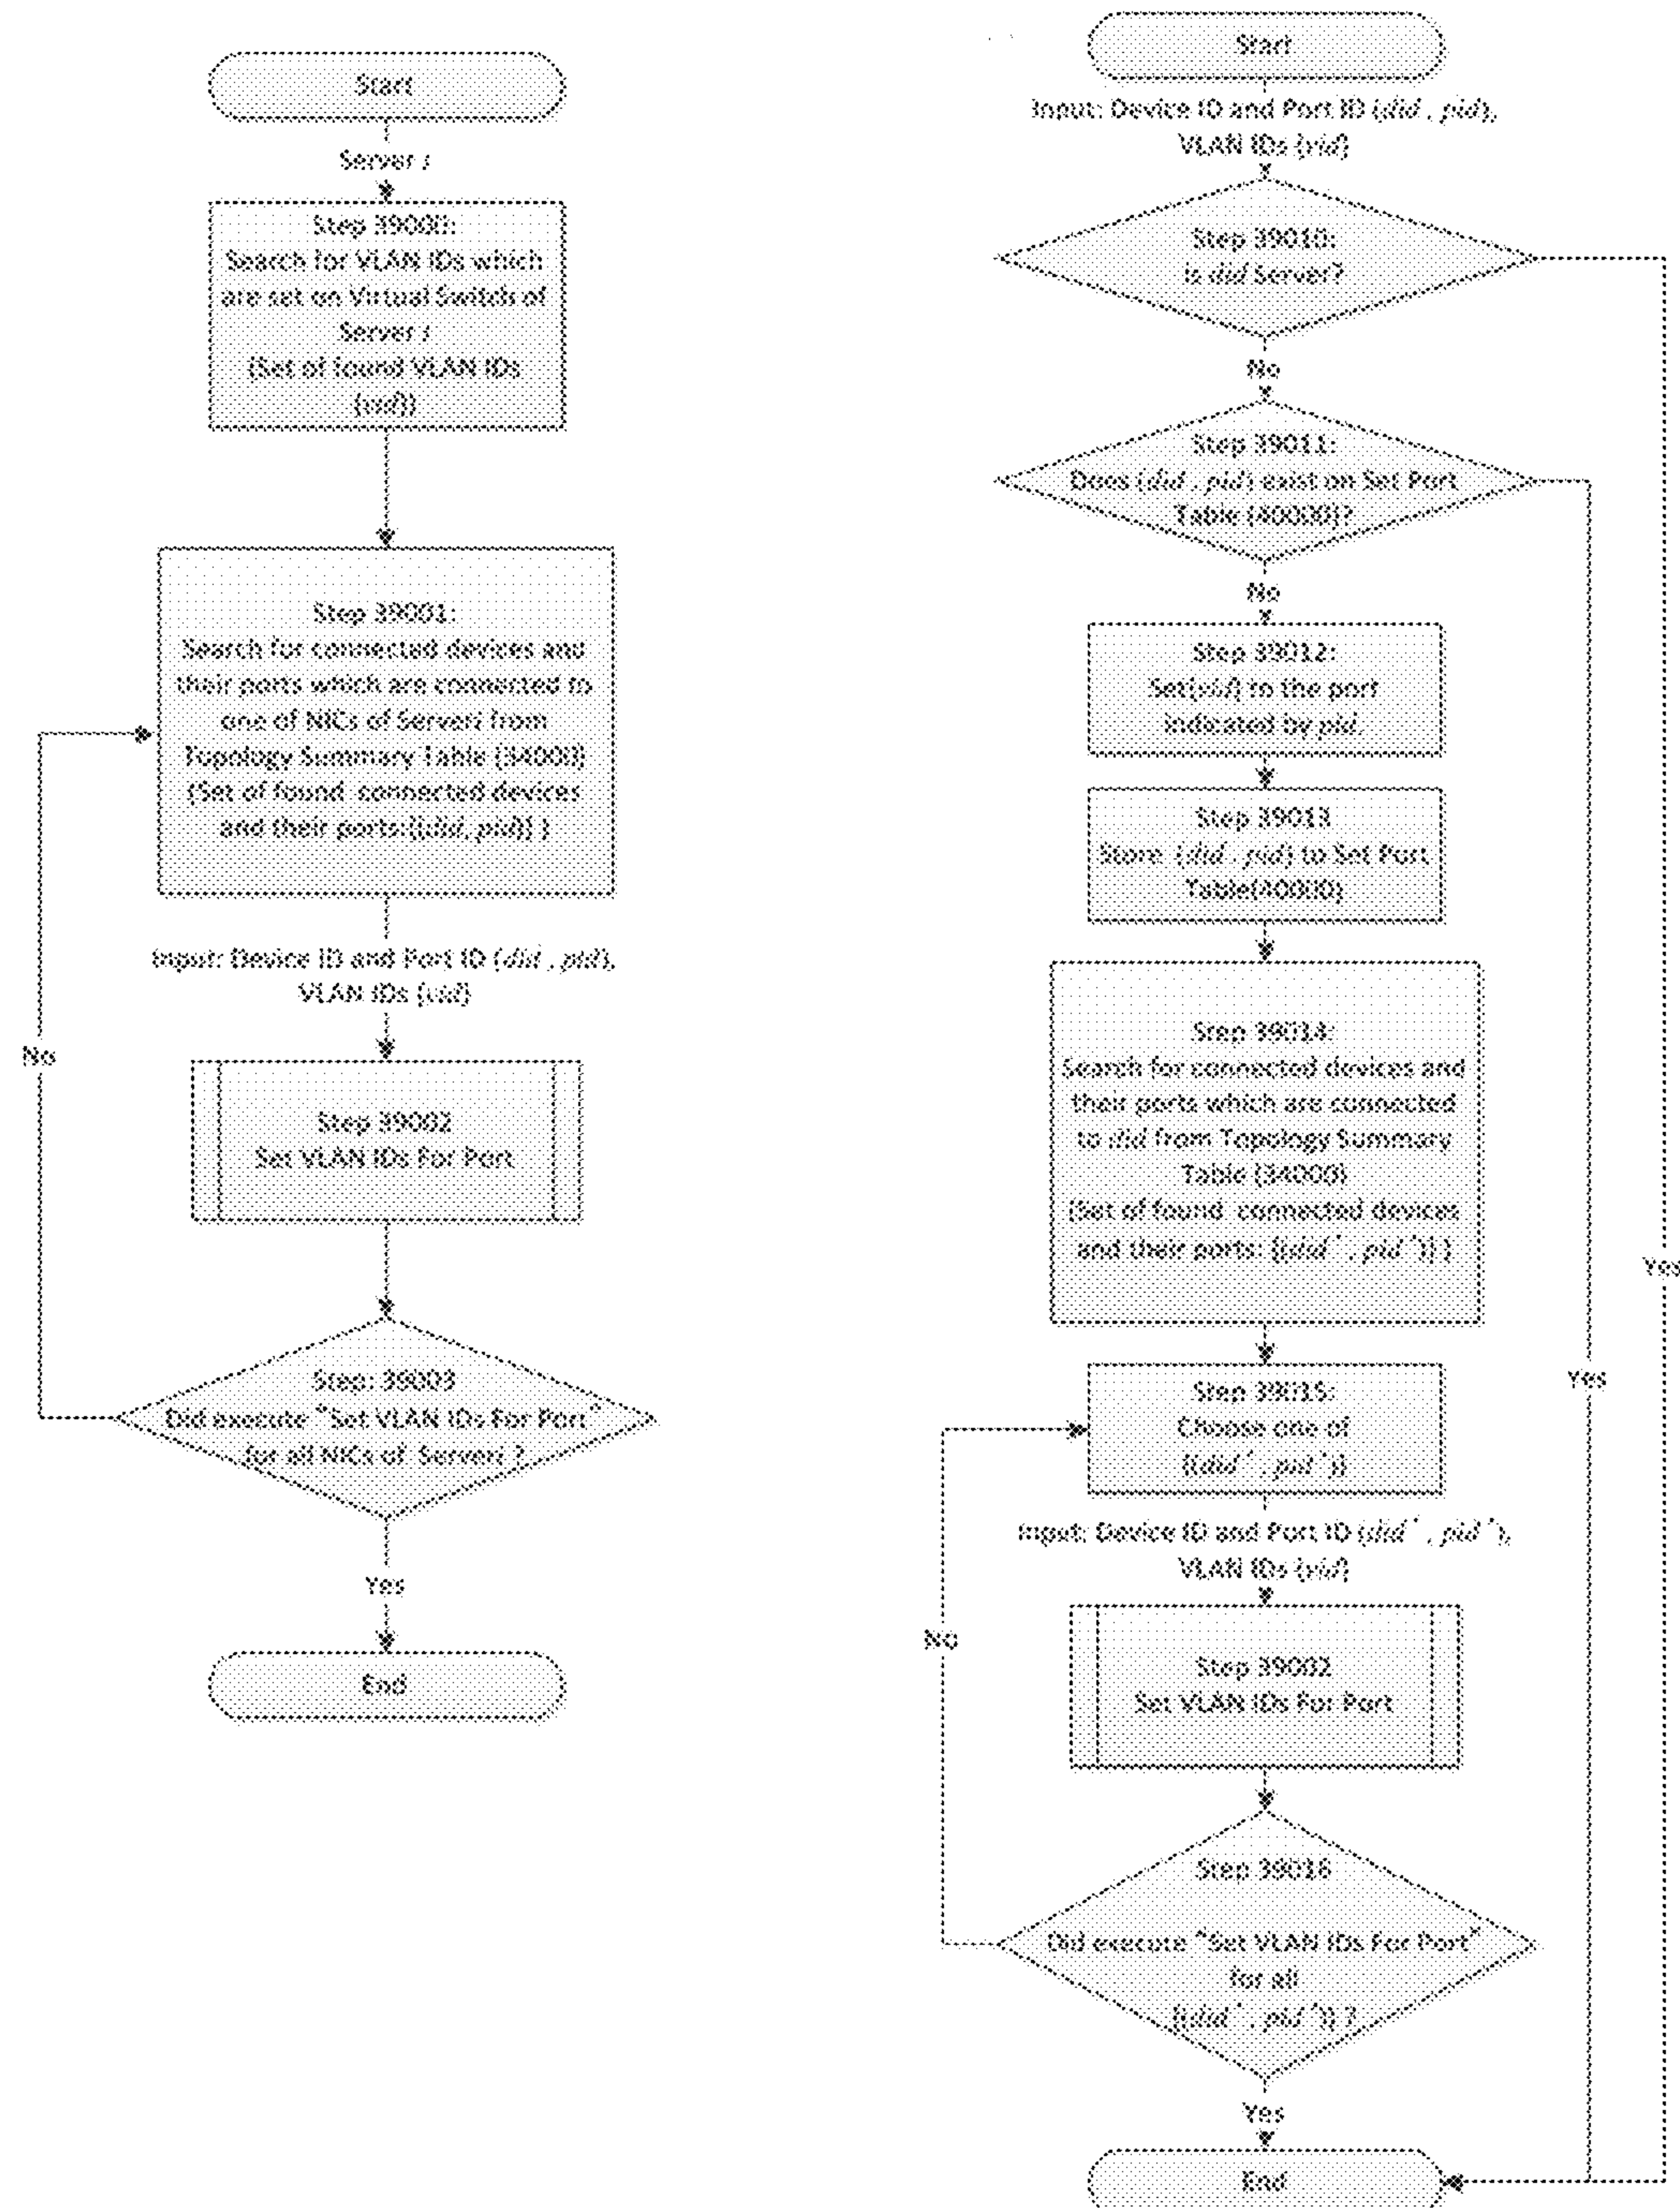 Start
Server i
Step 39000:
Search for VLAN IDs which
are set on Virtual Switch of
Server i
(Set of found VLAN IDs
{vid})
Step 39001:
Search for connected devices and
their ports which are connected to
one of NICs of Serveri from
Topology Summary Table (34000)
(Set of found connected devices
and their ports:{(did, pid)} )
Input: Device ID and Port ID (did , pid),
VLAN IDs {vid}
No
Step 39002
Set VLAN IDs For Port
Step: 39003
Did execute "Set VLAN IDs For Port"
for all NICs of Serveri ?
Yes
End
Start
Input: Device ID and Port ID (did , pid),
VLAN IDs {vid}
Step 39010:
Is did Server?
No
Step 39011:
Does (did , pid) exist on Set Port
Table (40000)?
No
Step 39012:
Set{vid} to the port
indicated by pid.
Step 39013
Store (did , pid) to Set Port
Table(40000)
Step 39014:
Search for connected devices and
their ports which are connected
to did from Topology Summary
Table (34000)
(Set of found connected devices
and their ports: {(did ', pid ')} )
Yes
Yes
Step 39015:
Choose one of
{(did ' , pid ')}
Input: Device ID and Port ID (did ' , pid '),
VLAN IDs {vid}
No
Step 39002
Set VLAN IDs For Port
Step 39016
Did execute "Set VLAN IDs For Port"
for all
{(did ' , pid ')} ?
Yes
End